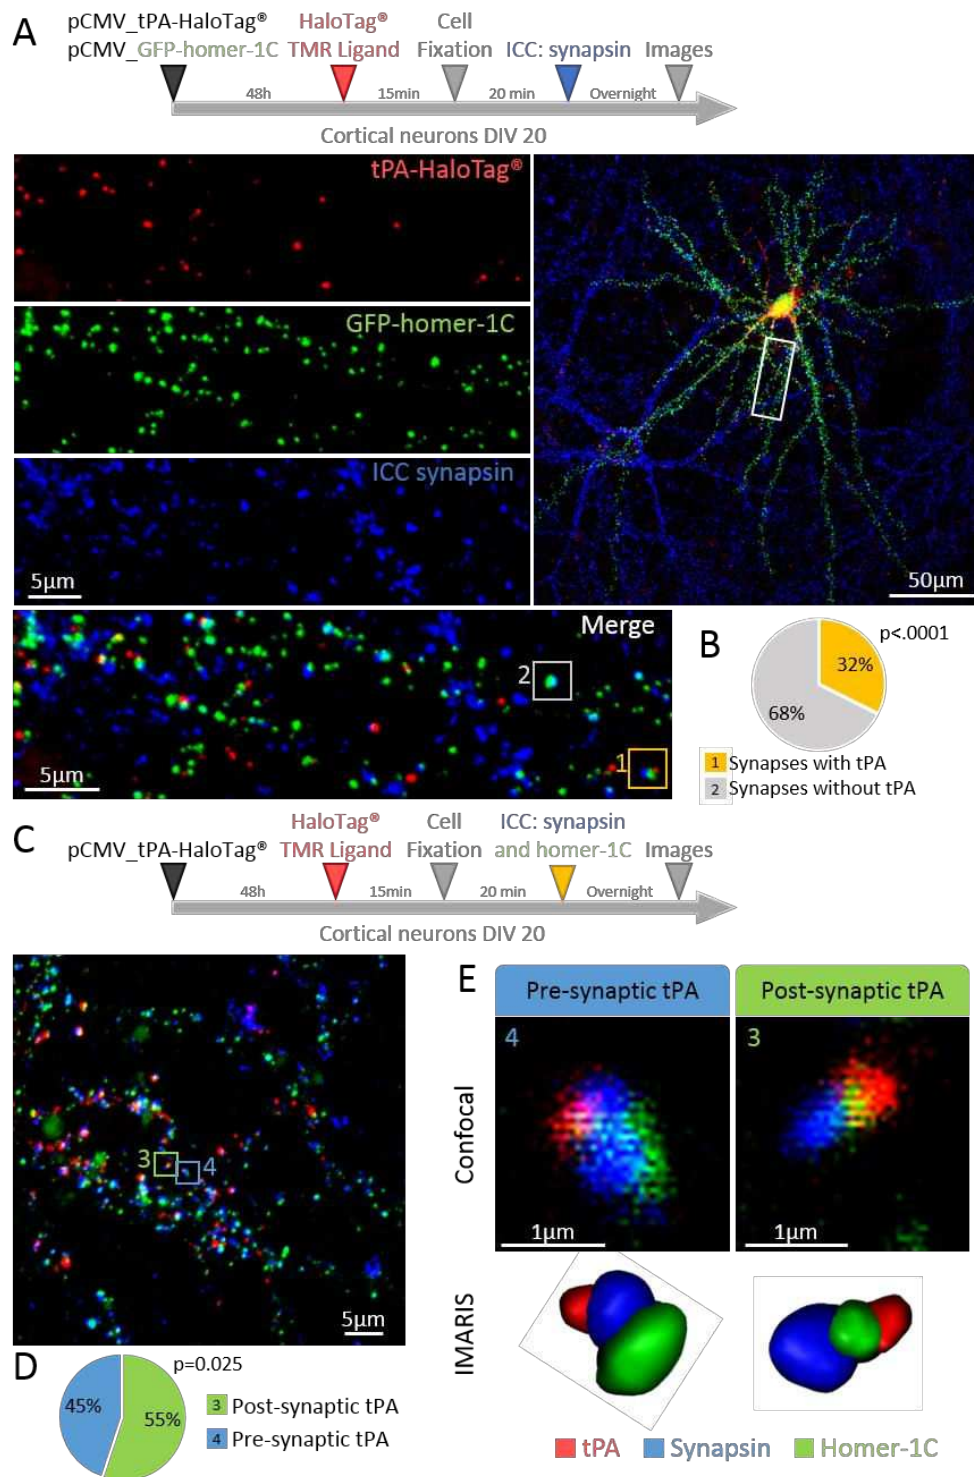 A
pCMV_tPA-HaloTag® HaloTag® Cell
pCMV_GFP-homer-1C TMR Ligand Fixation ICC: synapsin Images
48h 15min 20 min Overnight
Cortical neurons DIV 20
tPA-HaloTag®
GFP-homer-1C
ICC synapsin
5µm
50µm
Merge
2
1
5µm
B
p<.0001
32%
68%
1 Synapses with tPA
2 Synapses without tPA
C
HaloTag® Cell ICC: synapsin
pCMV_tPA-HaloTag® TMR Ligand Fixation and homer-1C Images
48h 15min 20 min Overnight
Cortical neurons DIV 20
3 4
5µm
D
p=0.025
45%
55%
3 Post-synaptic tPA
4 Pre-synaptic tPA
E
Pre-synaptic tPA Post-synaptic tPA
Confocal
4 3
1µm 1µm
IMARIS
tPA Synapsin Homer-1C